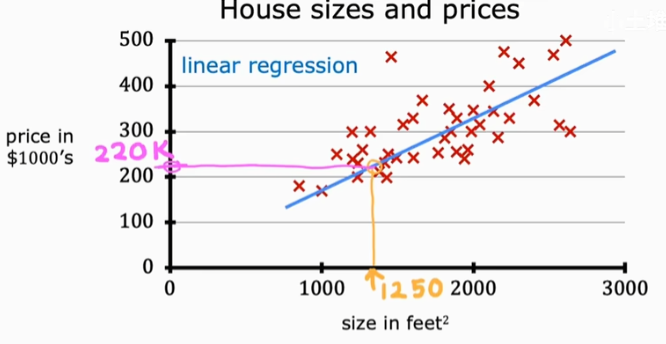 House sizes and prices
500
linear regression
400
price in
$1000's
300
220K
200
100
0
0
1000
1250
2000
3000
size in feet²